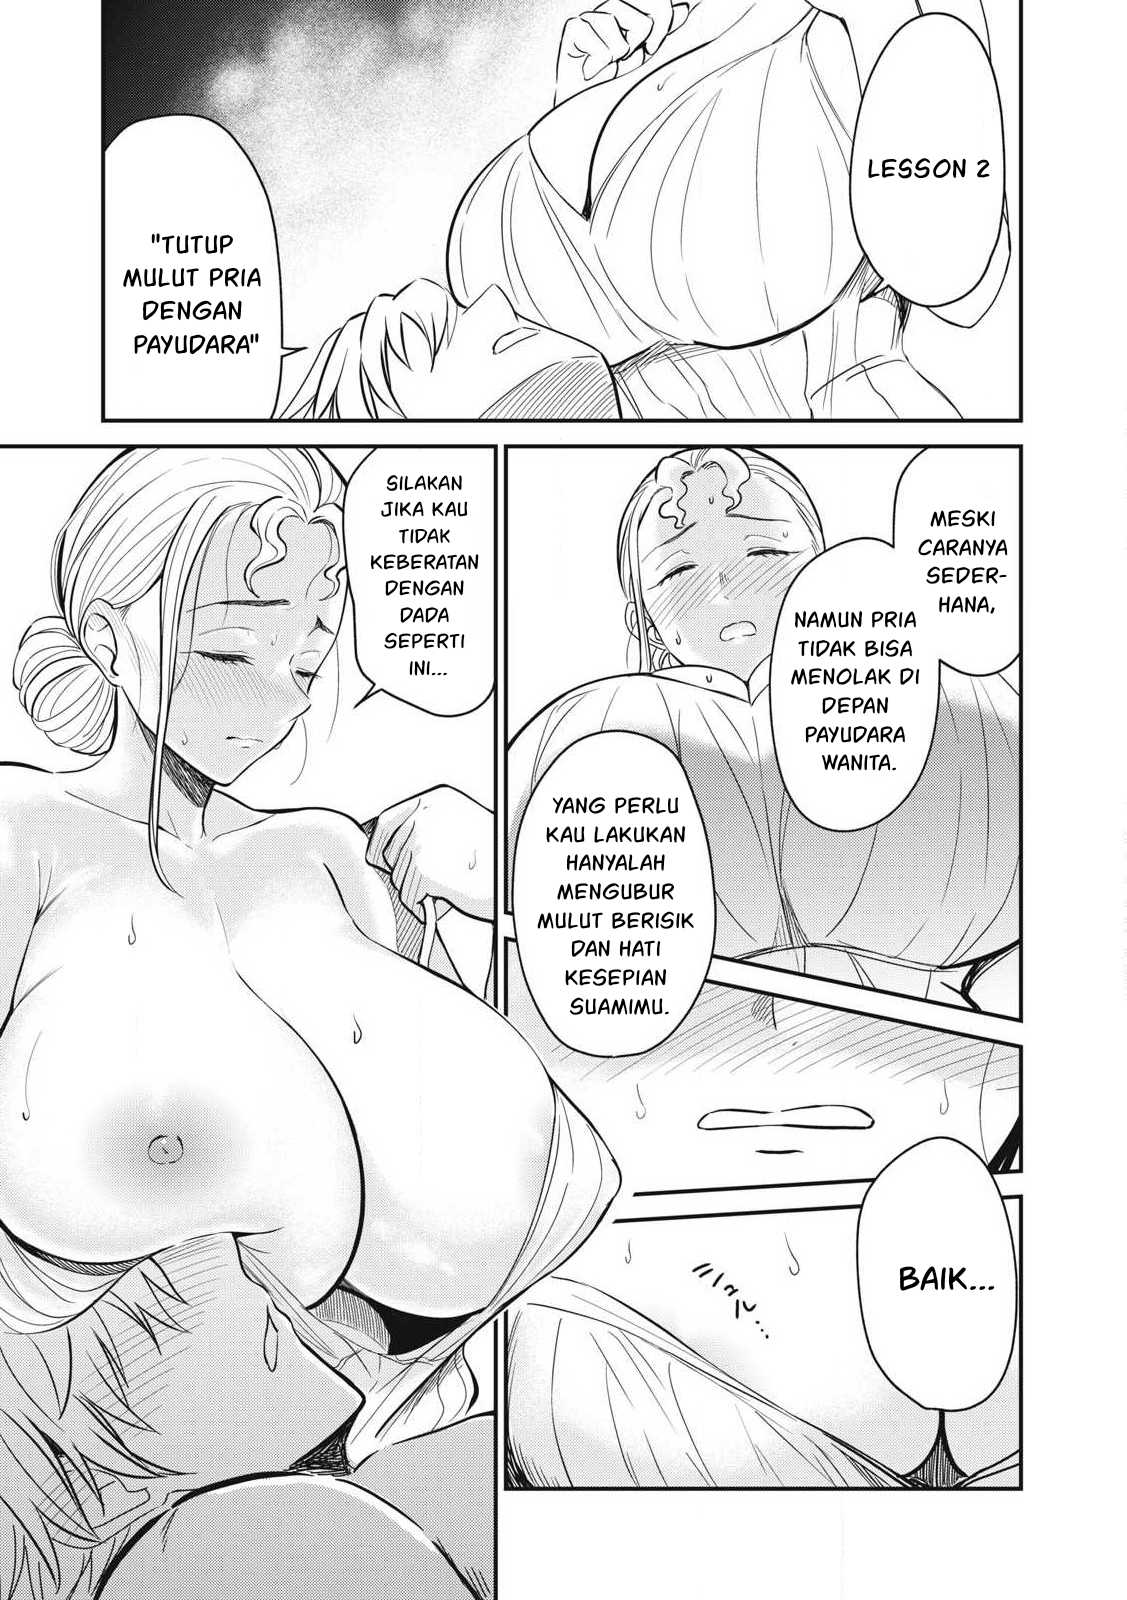 LESSON 2
"TUTUP
MULUT PRIA
DENGAN
PAYUDARA"
MESKI
CARANYA
SEDER-
HANA,
NAMUN PRIA
TIDAK BISA
MENOLAK DI
DEPAN
PAYUDARA
WANITA.
YANG PERLU
KAU LAKUKAN
HANYALAH
MENGUBUR
MULUT BERISIK
DAN HATI
KESEPIAN
SUAMIMU.
BAIK...
SILAKAN
JIKA KAU
TIDAK
KEBERATAN
DENGAN
DADA
SEPERTI
INI...